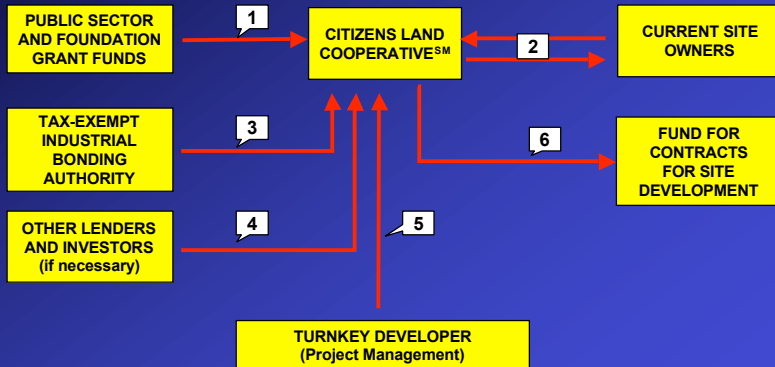 PUBLIC SECTOR
AND FOUNDATION
GRANT FUNDS
1
CITIZENS LAND
COOPERATIVE℠
2
CURRENT SITE
OWNERS
TAX-EXEMPT
INDUSTRIAL
BONDING
AUTHORITY
3
6
FUND FOR
CONTRACTS
FOR SITE
DEVELOPMENT
OTHER LENDERS
AND INVESTORS
(if necessary)
4
5
TURNKEY DEVELOPER
(Project Management)